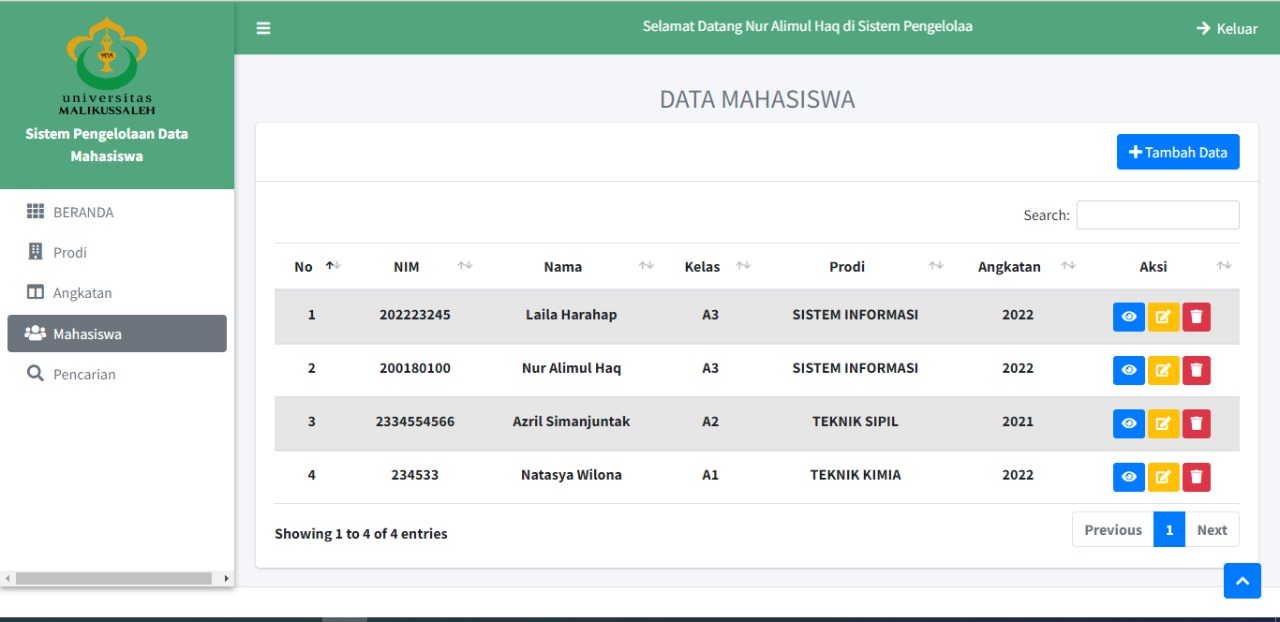 universitas
MALIKUSSALEH
Sistem Pengelolaan Data
Mahasiswa
BERANDA
Prodi
Angkatan
Mahasiswa
Pencarian
Selamat Datang Nur Alimul Haq di Sistem Pengelolaa
Keluar
DATA MAHASISWA
Tambah Data
Search:
No NIM Nama Kelas Prodi Angkatan Aksi
1 202223245 Laila Harahap A3 SISTEM INFORMASI 2022
2 200180100 Nur Alimul Haq A3 SISTEM INFORMASI 2022
3 2334554566 Azril Simanjuntak A2 TEKNIK SIPIL 2021
4 234533 Natasya Wilona A1 TEKNIK KIMIA 2022
Showing 1 to 4 of 4 entries
Previous 1 Next